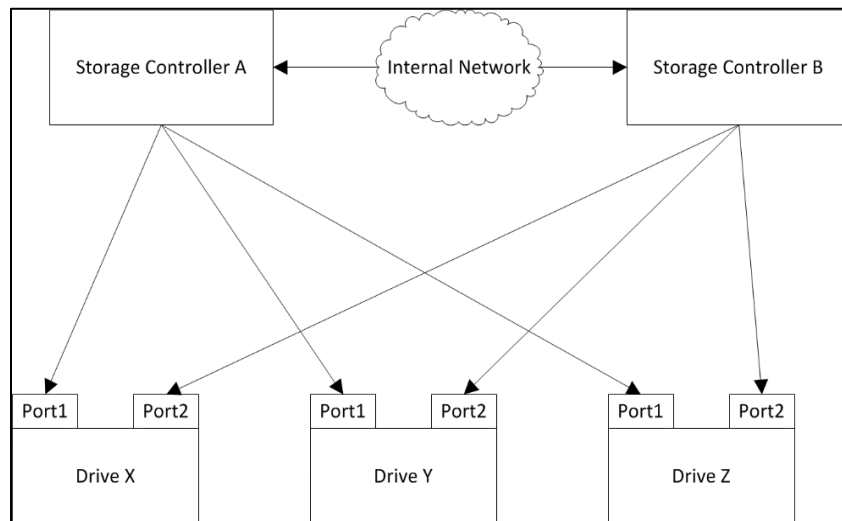 Storage Controller A
Internal Network
Storage Controller B
Port1
Port2
Port1
Port2
Port1
Port2
Drive X
Drive Y
Drive Z